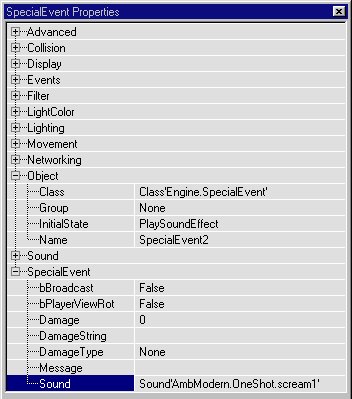 SpecialEvent Properties
Advanced
Collision
Display
Events
Filter
LightColor
Lighting
Movement
Networking
Object
Class Class'Engine.SpecialEvent'
Group None
InitialState PlaySoundEffect
Name SpecialEvent2
Sound
SpecialEvent
bBroadcast False
bPlayerViewRot False
Damage 0
DamageString
DamageType None
Message
Sound Sound'AmbModern.OneShot.scream1'